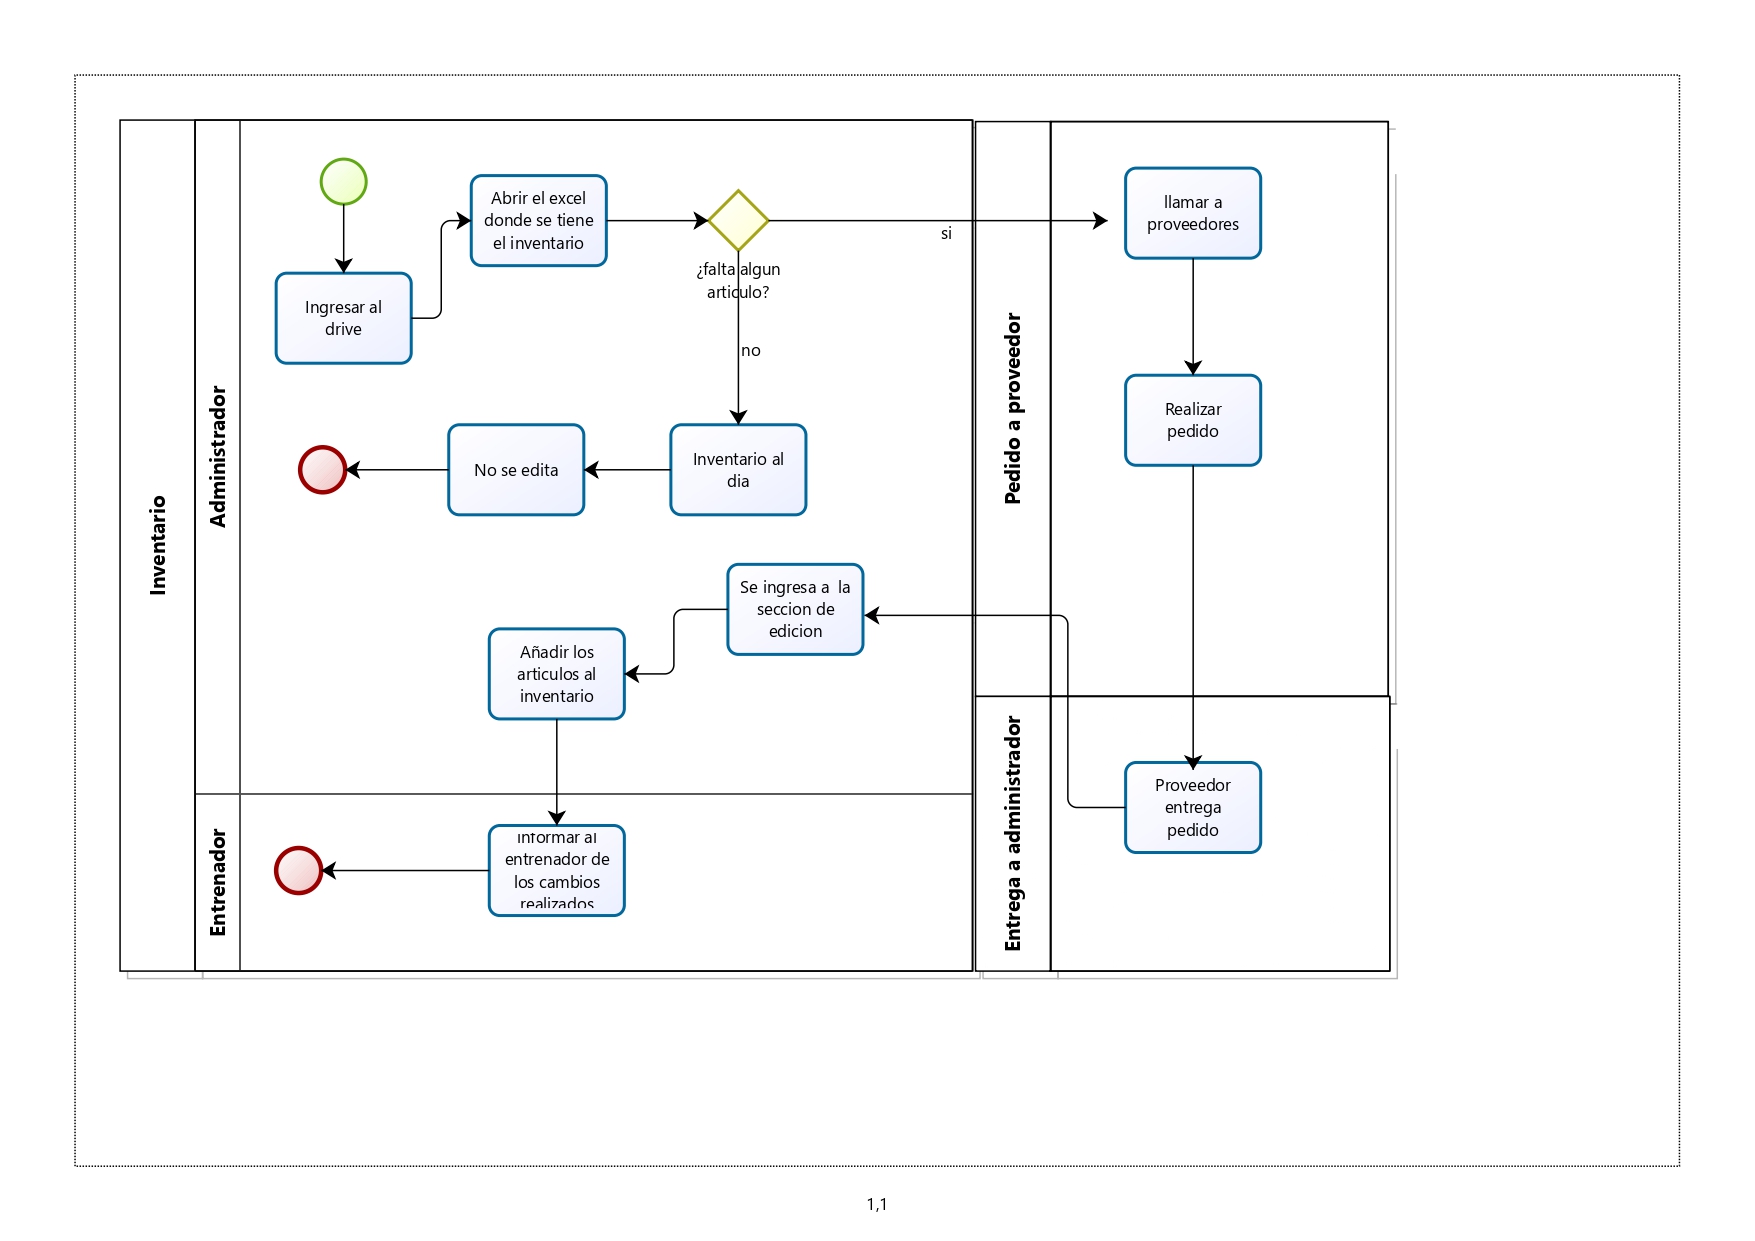 Inventario
Administrador
Ingresar al
drive
Abrir el excel
donde se tiene
el inventario
¿falta algun
articulo?
si
no
Inventario al
dia
No se edita
Se ingresa a  la
seccion de
edicion
Añadir los
articulos al
inventario
Entrenador
Informar al
entrenador de
los cambios
realizados
Pedido a proveedor
llamar a
proveedores
Realizar
pedido
Entrega a administrador
Proveedor
entrega
pedido
1,1